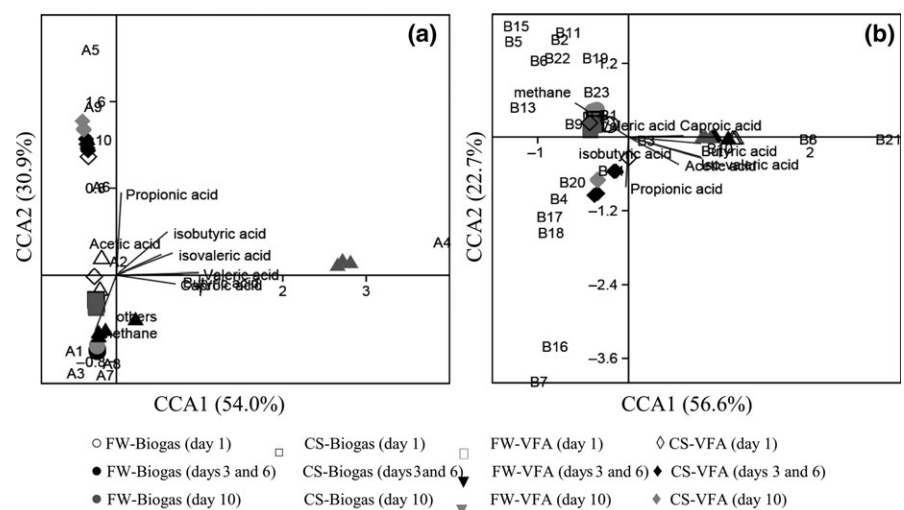 (a)
A5
1.6
A9
10
0.8
A6
Propionic acid
Acetic acid
isobutyric acid
A2
isovaleric acid
A4
Valeric acid
Butyric acid
Caproic acid
1
2
3
others
methane
A1
-0.8
A8
A3
A7
CCA2 (30.9%)
CCA1 (54.0%)
(b)
B15
B11
B5
B2
B6
B22
B19
1.2
methane
B23
B13
B1
B9
Valeric acid
Caproic acid
B3
B10
B8
B21
-1
2
isobutyric acid
Butyric acid
Iso-valeric acid
Acetic acid
B20
Propionic acid
B4
-1.2
B17
B18
-2.4
B16
-3.6
B7
CCA2 (22.7%)
CCA1 (56.6%)
FW-Biogas (day 1) CS-Biogas (day 1) FW-VFA (day 1) CS-VFA (day 1)
FW-Biogas (days 3 and 6) CS-Biogas (days 3 and 6) FW-VFA (days 3 and 6) CS-VFA (days 3 and 6)
FW-Biogas (day 10) CS-Biogas (day 10) FW-VFA (day 10) CS-VFA (day 10)